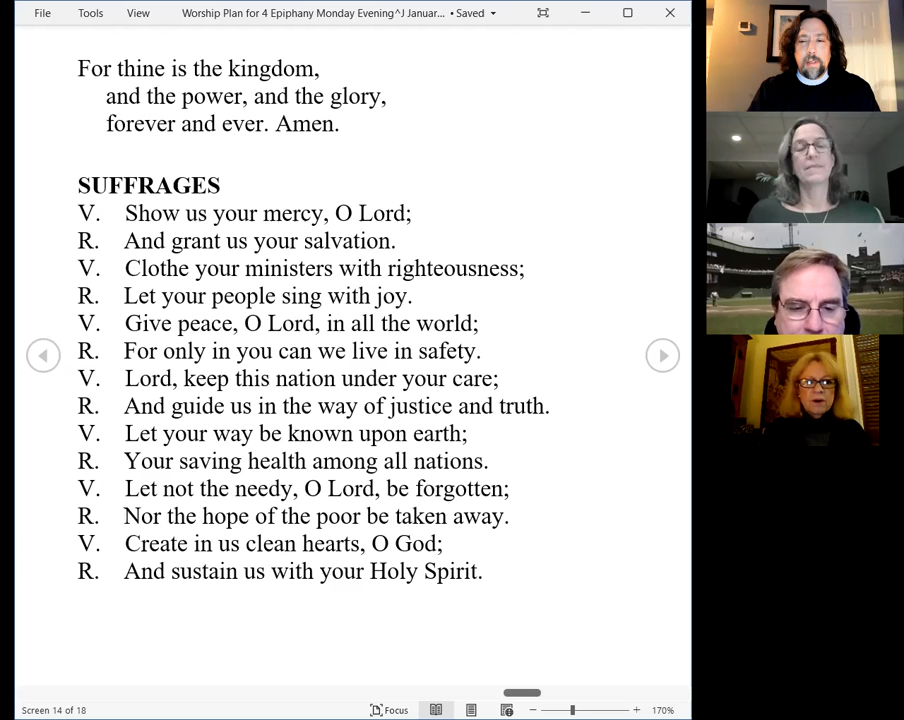 File Tools View Worship Plan for 4 Epiphany Monday Evening^J Januar... • Saved
For thine is the kingdom,
and the power, and the glory,
forever and ever. Amen.
SUFFRAGES
V. Show us your mercy, O Lord;
R. And grant us your salvation.
V. Clothe your ministers with righteousness;
R. Let your people sing with joy.
V. Give peace, O Lord, in all the world;
R. For only in you can we live in safety.
V. Lord, keep this nation under your care;
R. And guide us in the way of justice and truth.
V. Let your way be known upon earth;
R. Your saving health among all nations.
V. Let not the needy, O Lord, be forgotten;
R. Nor the hope of the poor be taken away.
V. Create in us clean hearts, O God;
R. And sustain us with your Holy Spirit.
Screen 14 of 18 Focus 170%